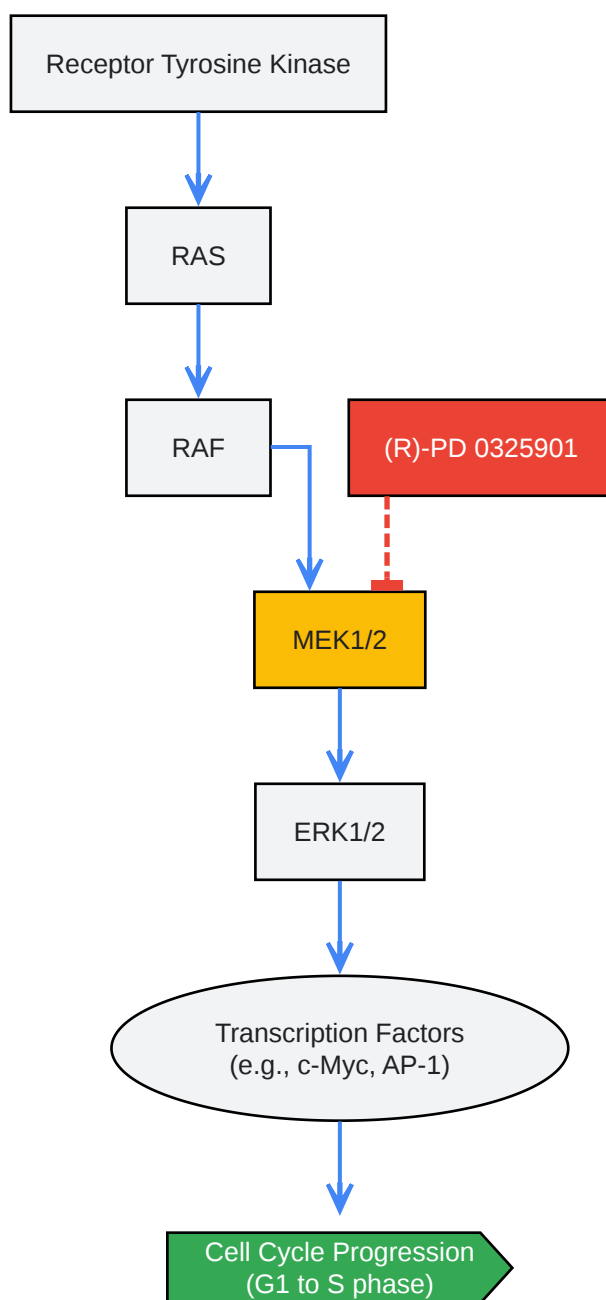 Receptor Tyrosine Kinase
RAS
RAF
(R)-PD 0325901
MEK1/2
ERK1/2
Transcription Factors
(e.g., c-Myc, AP-1)
Cell Cycle Progression
(G1 to S phase)